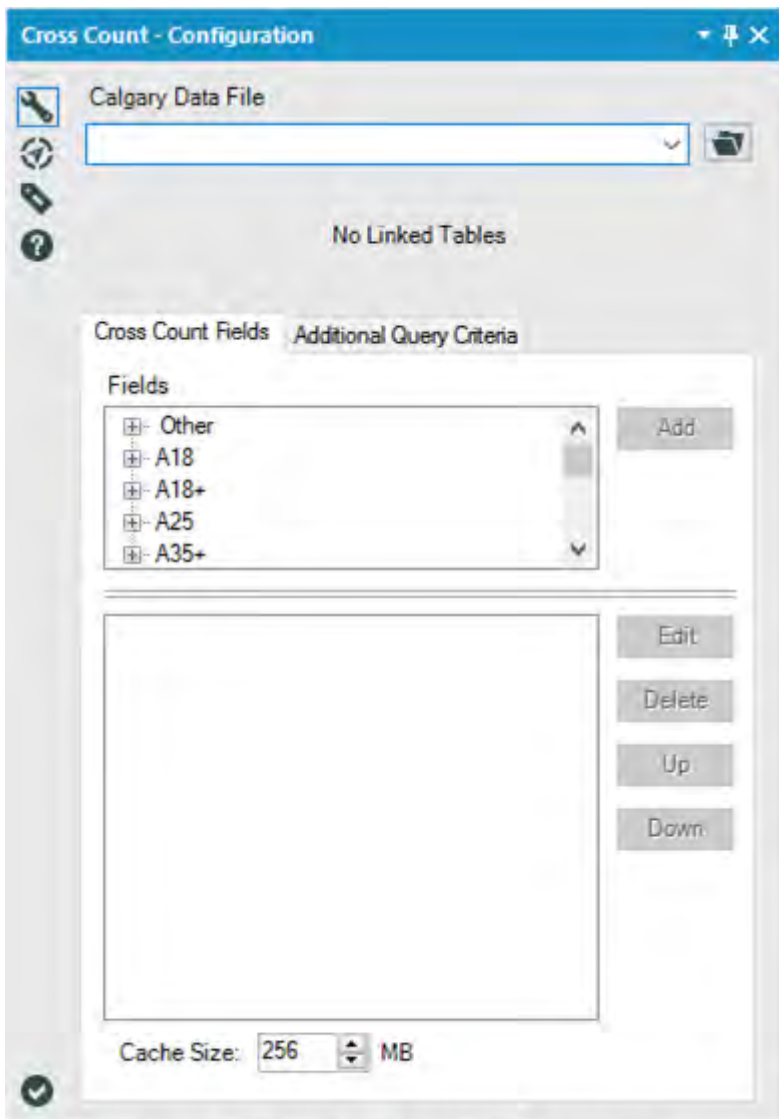 Cross Count - Configuration
Calgary Data File
No Linked Tables
Cross Count Fields Additional Query Criteria
Fields
Other
Add
A18
A18+
A25
A35+
Edit
Delete
Up
Down
Cache Size: 256 MB